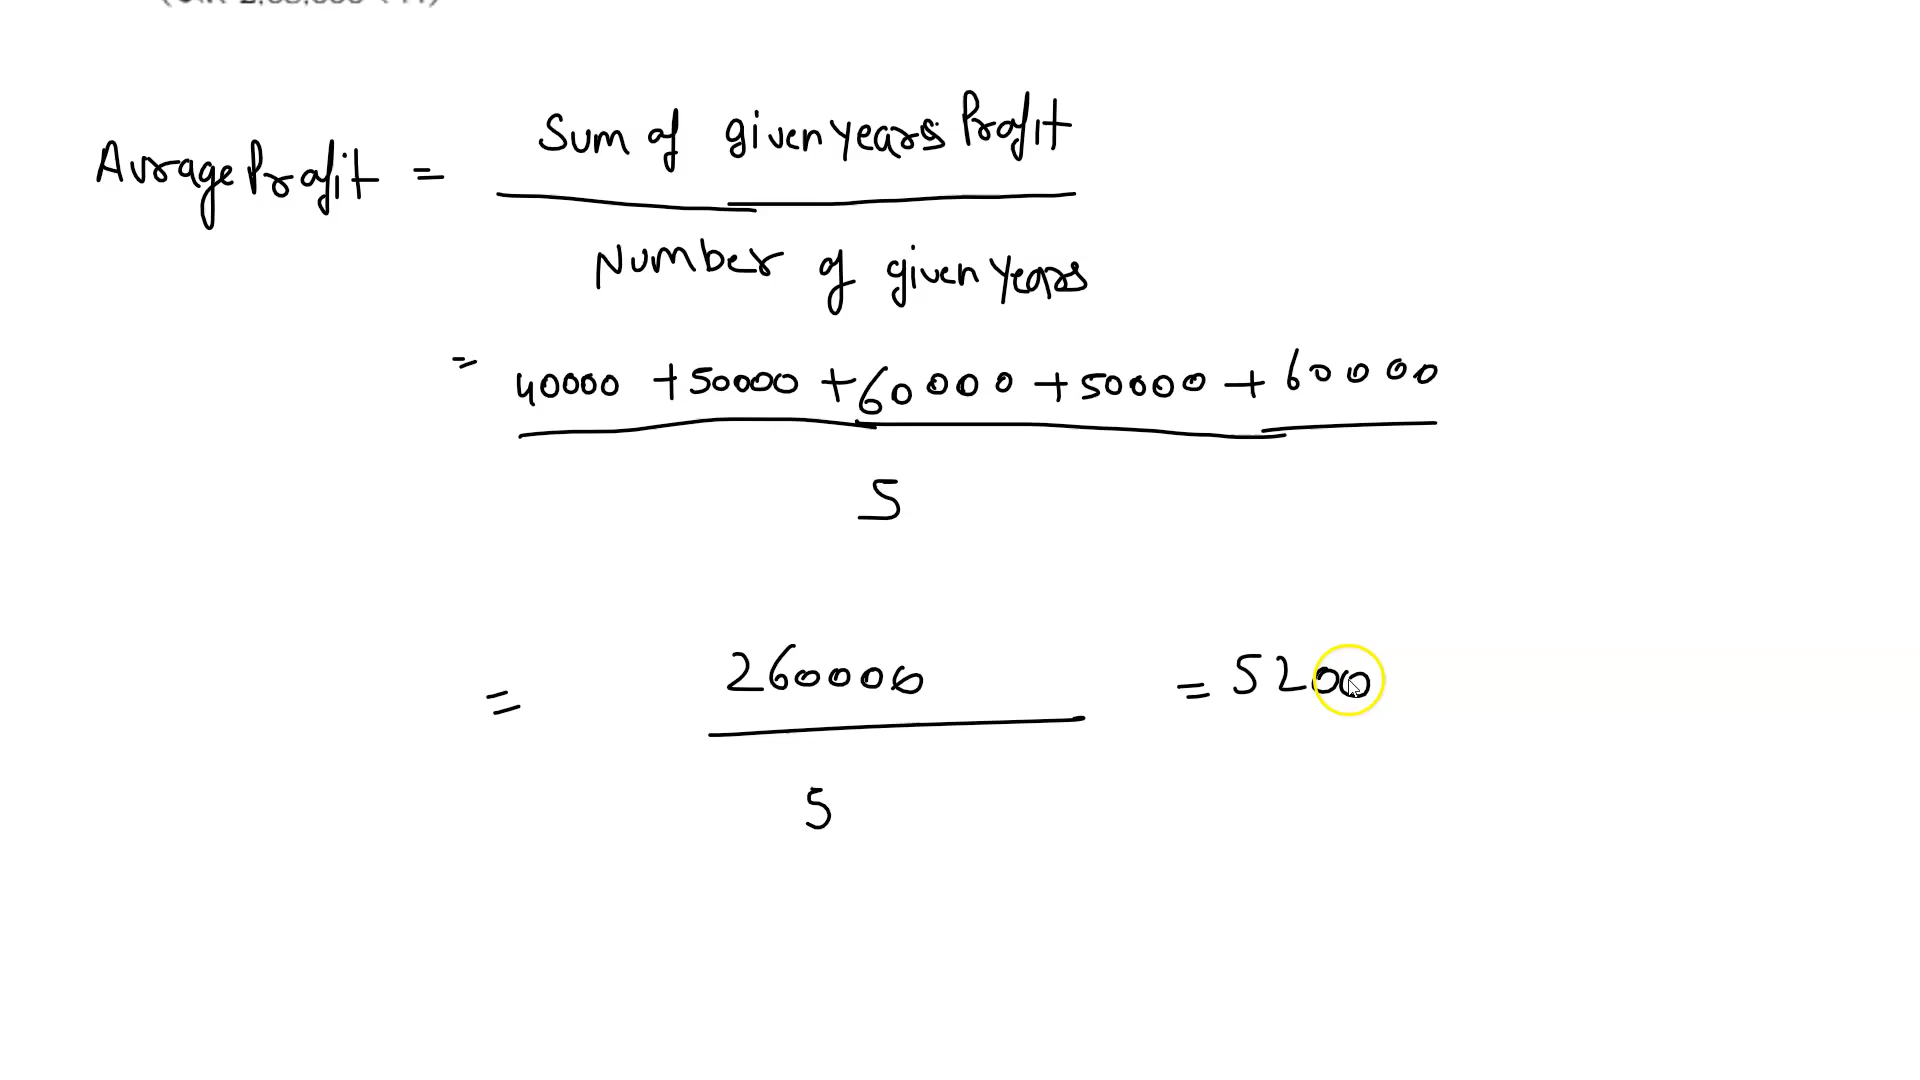 Avrage Profit = Sum of given years Profit
Number of given years
= 40000 + 50000 + 60000 + 50000 + 60000
5
= 260000 = 5200
5